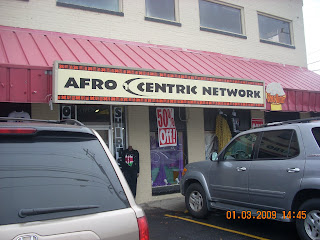 AFRO CENTRIC NETWORK
50%
Off!
01.03.2009 14:45